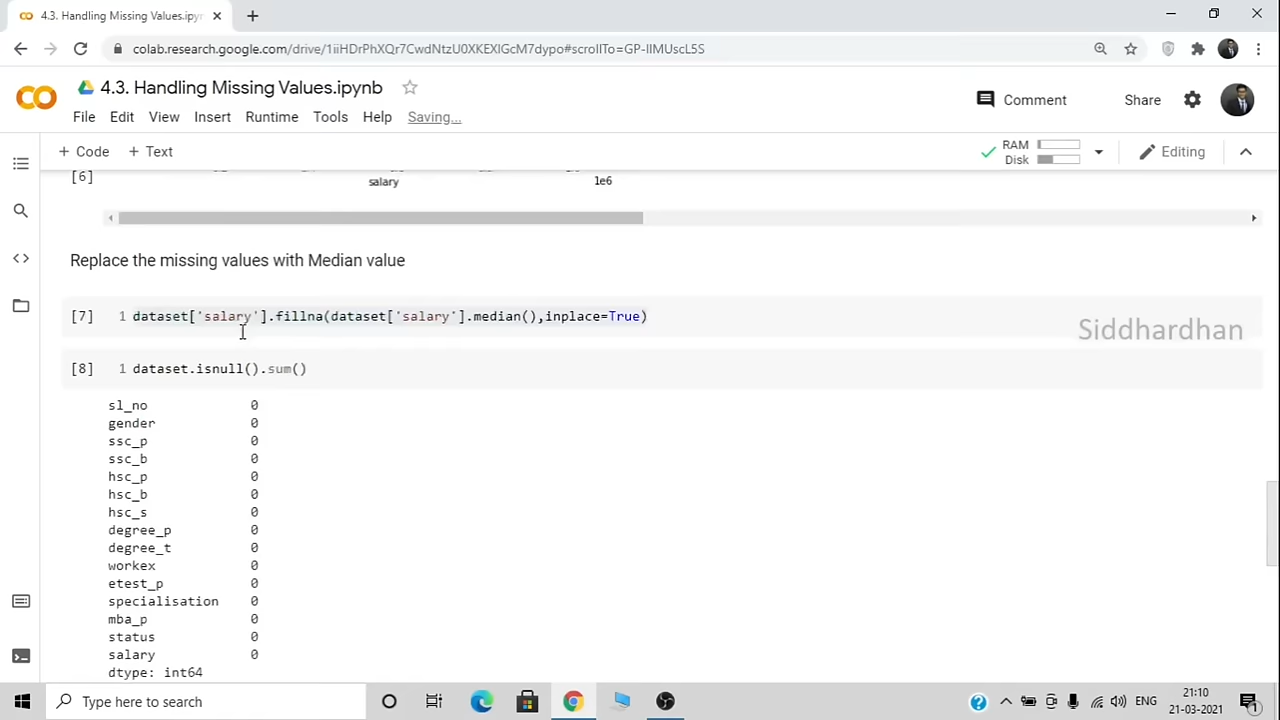 4.3. Handling Missing Values.ipyn
colab.research.google.com/drive/1iiHDrPhXQr7CwdNtzU0XKEXlGcM7dypo#scrollTo=GP-IIMUscL5S
4.3. Handling Missing Values.ipynb
Comment
Share
File Edit View Insert Runtime Tools Help Saving...
+ Code + Text
RAM
Disk
Editing
[6]
salary
1e6
Replace the missing values with Median value
[7] 1 dataset['salary'].fillna(dataset['salary'].median(),inplace=True)
Siddhardhan
[8] 1 dataset.isnull().sum()
sl_no 0
gender 0
ssc_p 0
ssc_b 0
hsc_p 0
hsc_b 0
hsc_s 0
degree_p 0
degree_t 0
workex 0
etest_p 0
specialisation 0
mba_p 0
status 0
salary 0
dtype: int64
Type here to search
ENG
21:10
21-03-2021
1